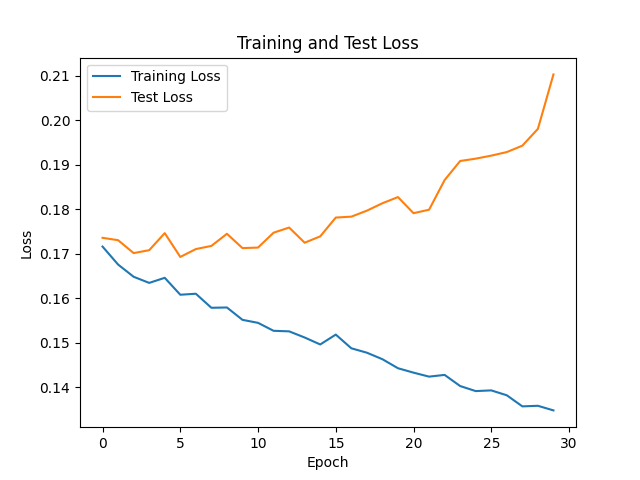 Training and Test Loss
Training Loss
Test Loss
0.21
0.20
0.19
0.18
0.17
0.16
0.15
0.14
Loss
0 5 10 15 20 25 30
Epoch